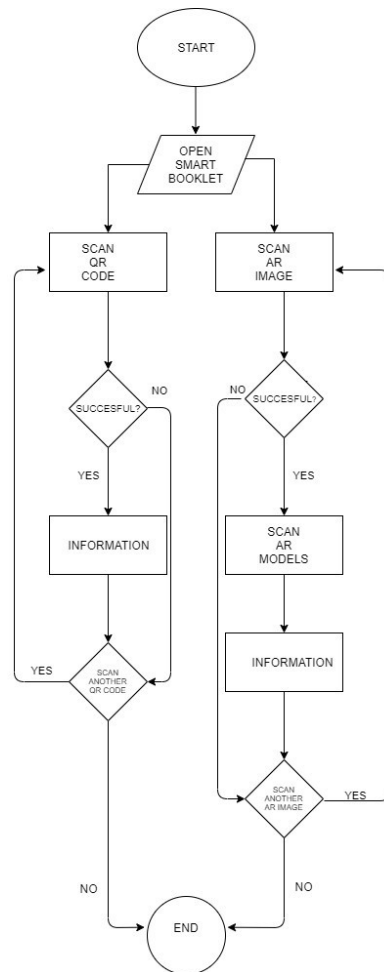 START
OPEN
SMART
BOOKLET
SCAN
QR
CODE
SCAN
AR
IMAGE
NO
SUCCESFUL?
NO
SUCCESFUL?
YES
YES
INFORMATION
SCAN
AR
MODELS
INFORMATION
YES
SCAN
ANOTHER
QR CODE
SCAN
ANOTHER
AR IMAGE
YES
NO
NO
END